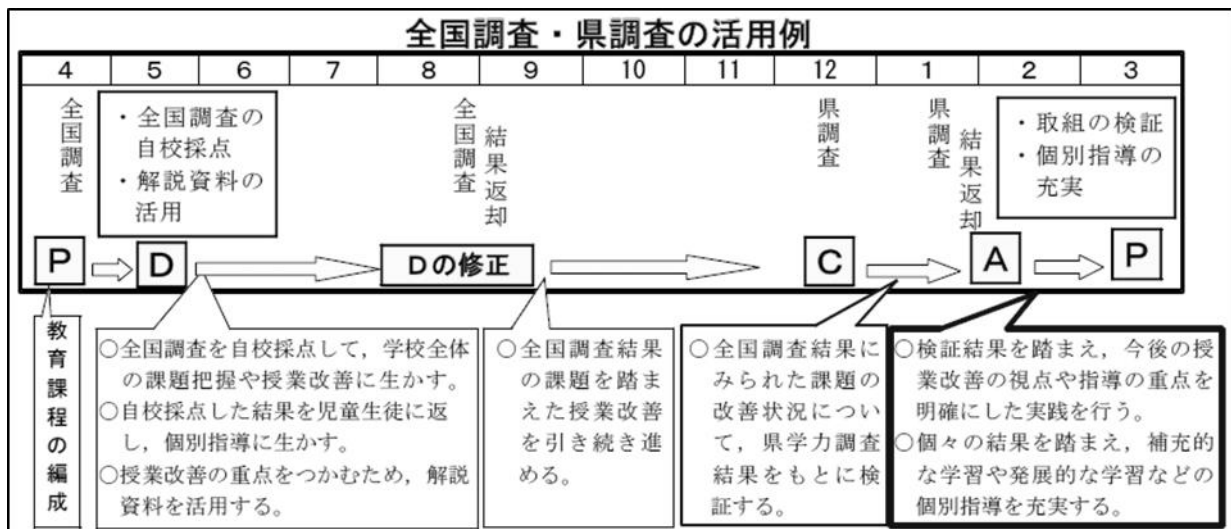 全国調査・県調査の活用例
4 5 6 7 8 9 10 11 12 1 2 3
全国調査
・全国調査の
自校採点
・解説資料の
活用
全国調査
結果返却
県調査
県調査
結果返却
・取組の検証
・個別指導の
充実
P
D
Dの修正
C
A
P
教育課程の編成
○全国調査を自校採点して,学校全体
の課題把握や授業改善に生かす。
○自校採点した結果を児童生徒に返
し,個別指導に生かす。
○授業改善の重点をつかむため,解説
資料を活用する。
○全国調査結果
の課題を踏ま
えた授業改善
を引き続き進
める。
○全国調査結果に
みられた課題の
改善状況につい
て,県学力調査
結果をもとに検
証する。
○検証結果を踏まえ,今後の授
業改善の視点や指導の重点を
明確にした実践を行う。
○個々の結果を踏まえ,補充的
な学習や発展的な学習などの
個別指導を充実する。